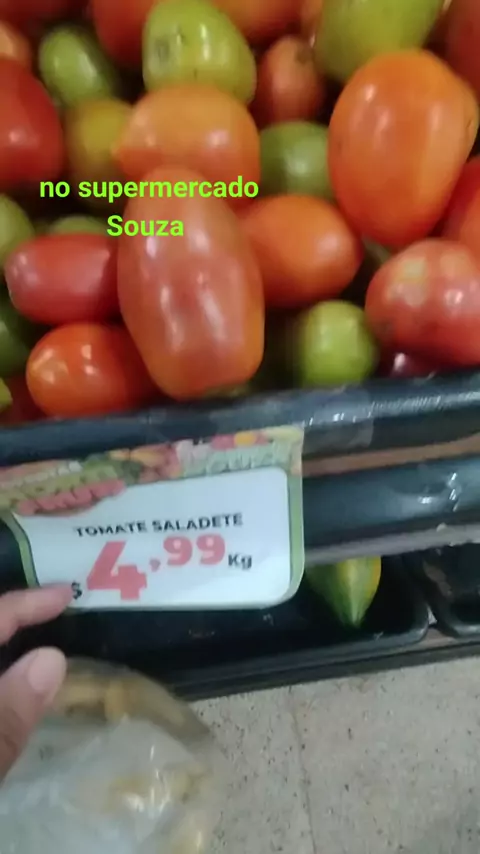 no supermercado
Souza
TOMATE SALADETE
$ 4,99 Kg